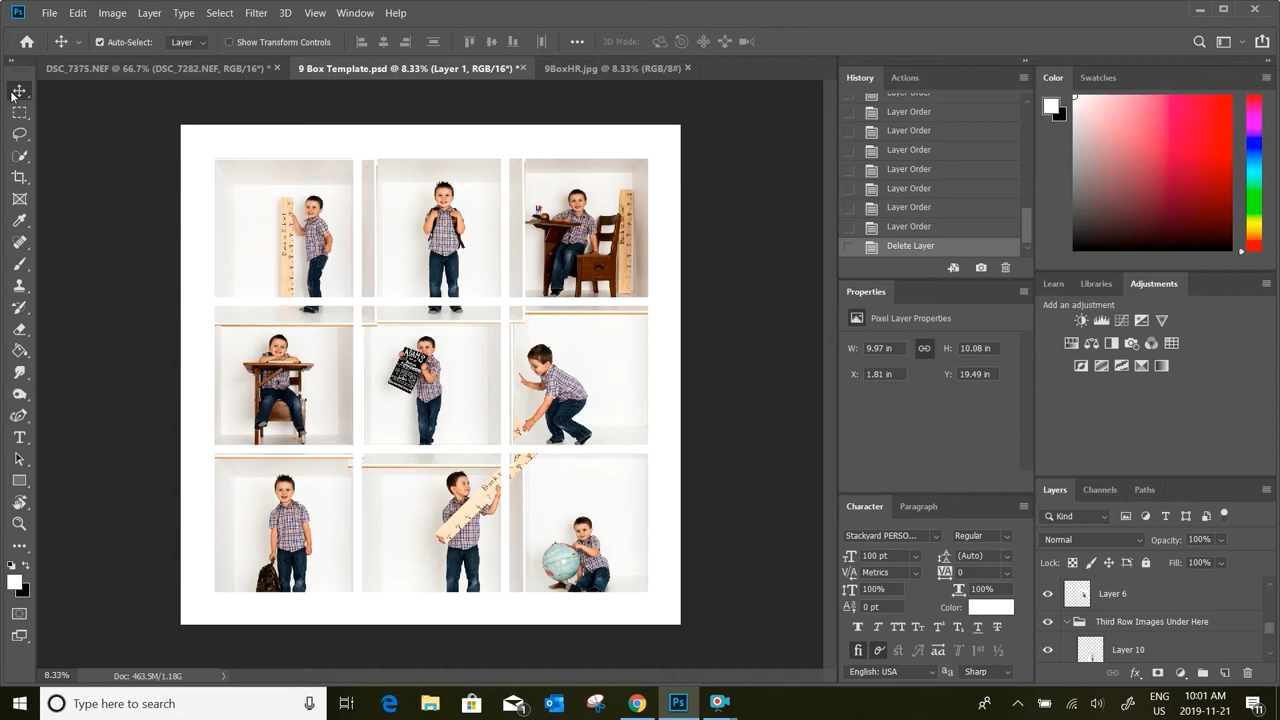 Ps File Edit Image Layer Type Select Filter 3D View Window Help
Auto-Select: Layer Show Transform Controls 3D Mode:
DSC_7375.NEF @ 66.7% (DSC_7282.NEF, RGB/16*) * × 9 Box Template.psd @ 8.33% (Layer 1, RGB/16*) * × 9BoxHR.jpg @ 8.33% (RGB/8#) ×
History Actions
Layer Order
Layer Order
Layer Order
Layer Order
Layer Order
Layer Order
Layer Order
Layer Order
Delete Layer
Color Swatches
Properties
Pixel Layer Properties
W: 9.97 in H: 10.08 in
X: 1.81 in Y: 19.49 in
Learn Libraries Adjustments
Add an adjustment
Character Paragraph
Stackyard PERSO... Regular
100 pt (Auto)
Metrics 0
100% 100%
0 pt Color:
English: USA Sharp
Layers Channels Paths
Kind
Normal Opacity: 100%
Lock: Fill: 100%
Layer 6
Third Row Images Under Here
Layer 10
8.33% Doc: 463.5M/1.18G
Type here to search
ENG
US
10:01 AM
2019-11-21